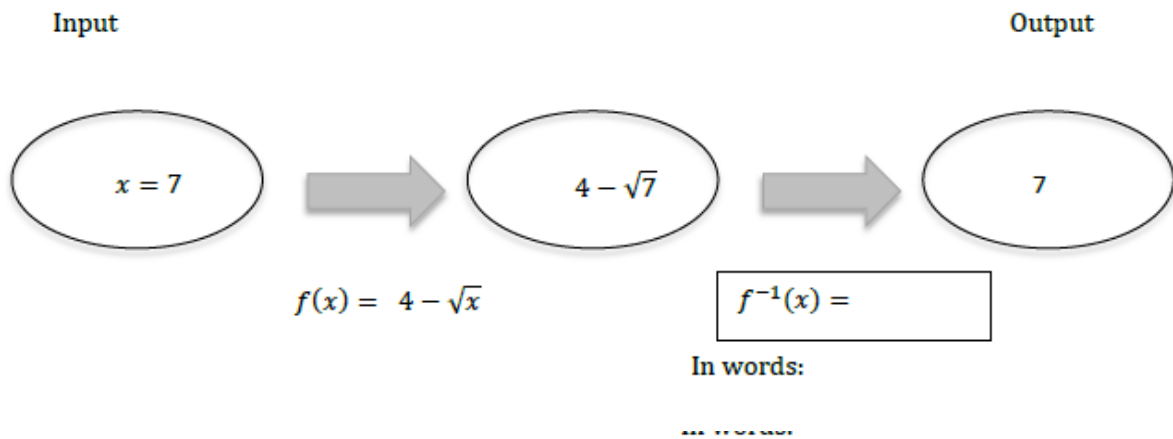 Input Output
x = 7 4 − √7 7
f(x) = 4 − √x f⁻¹(x) =
In words: